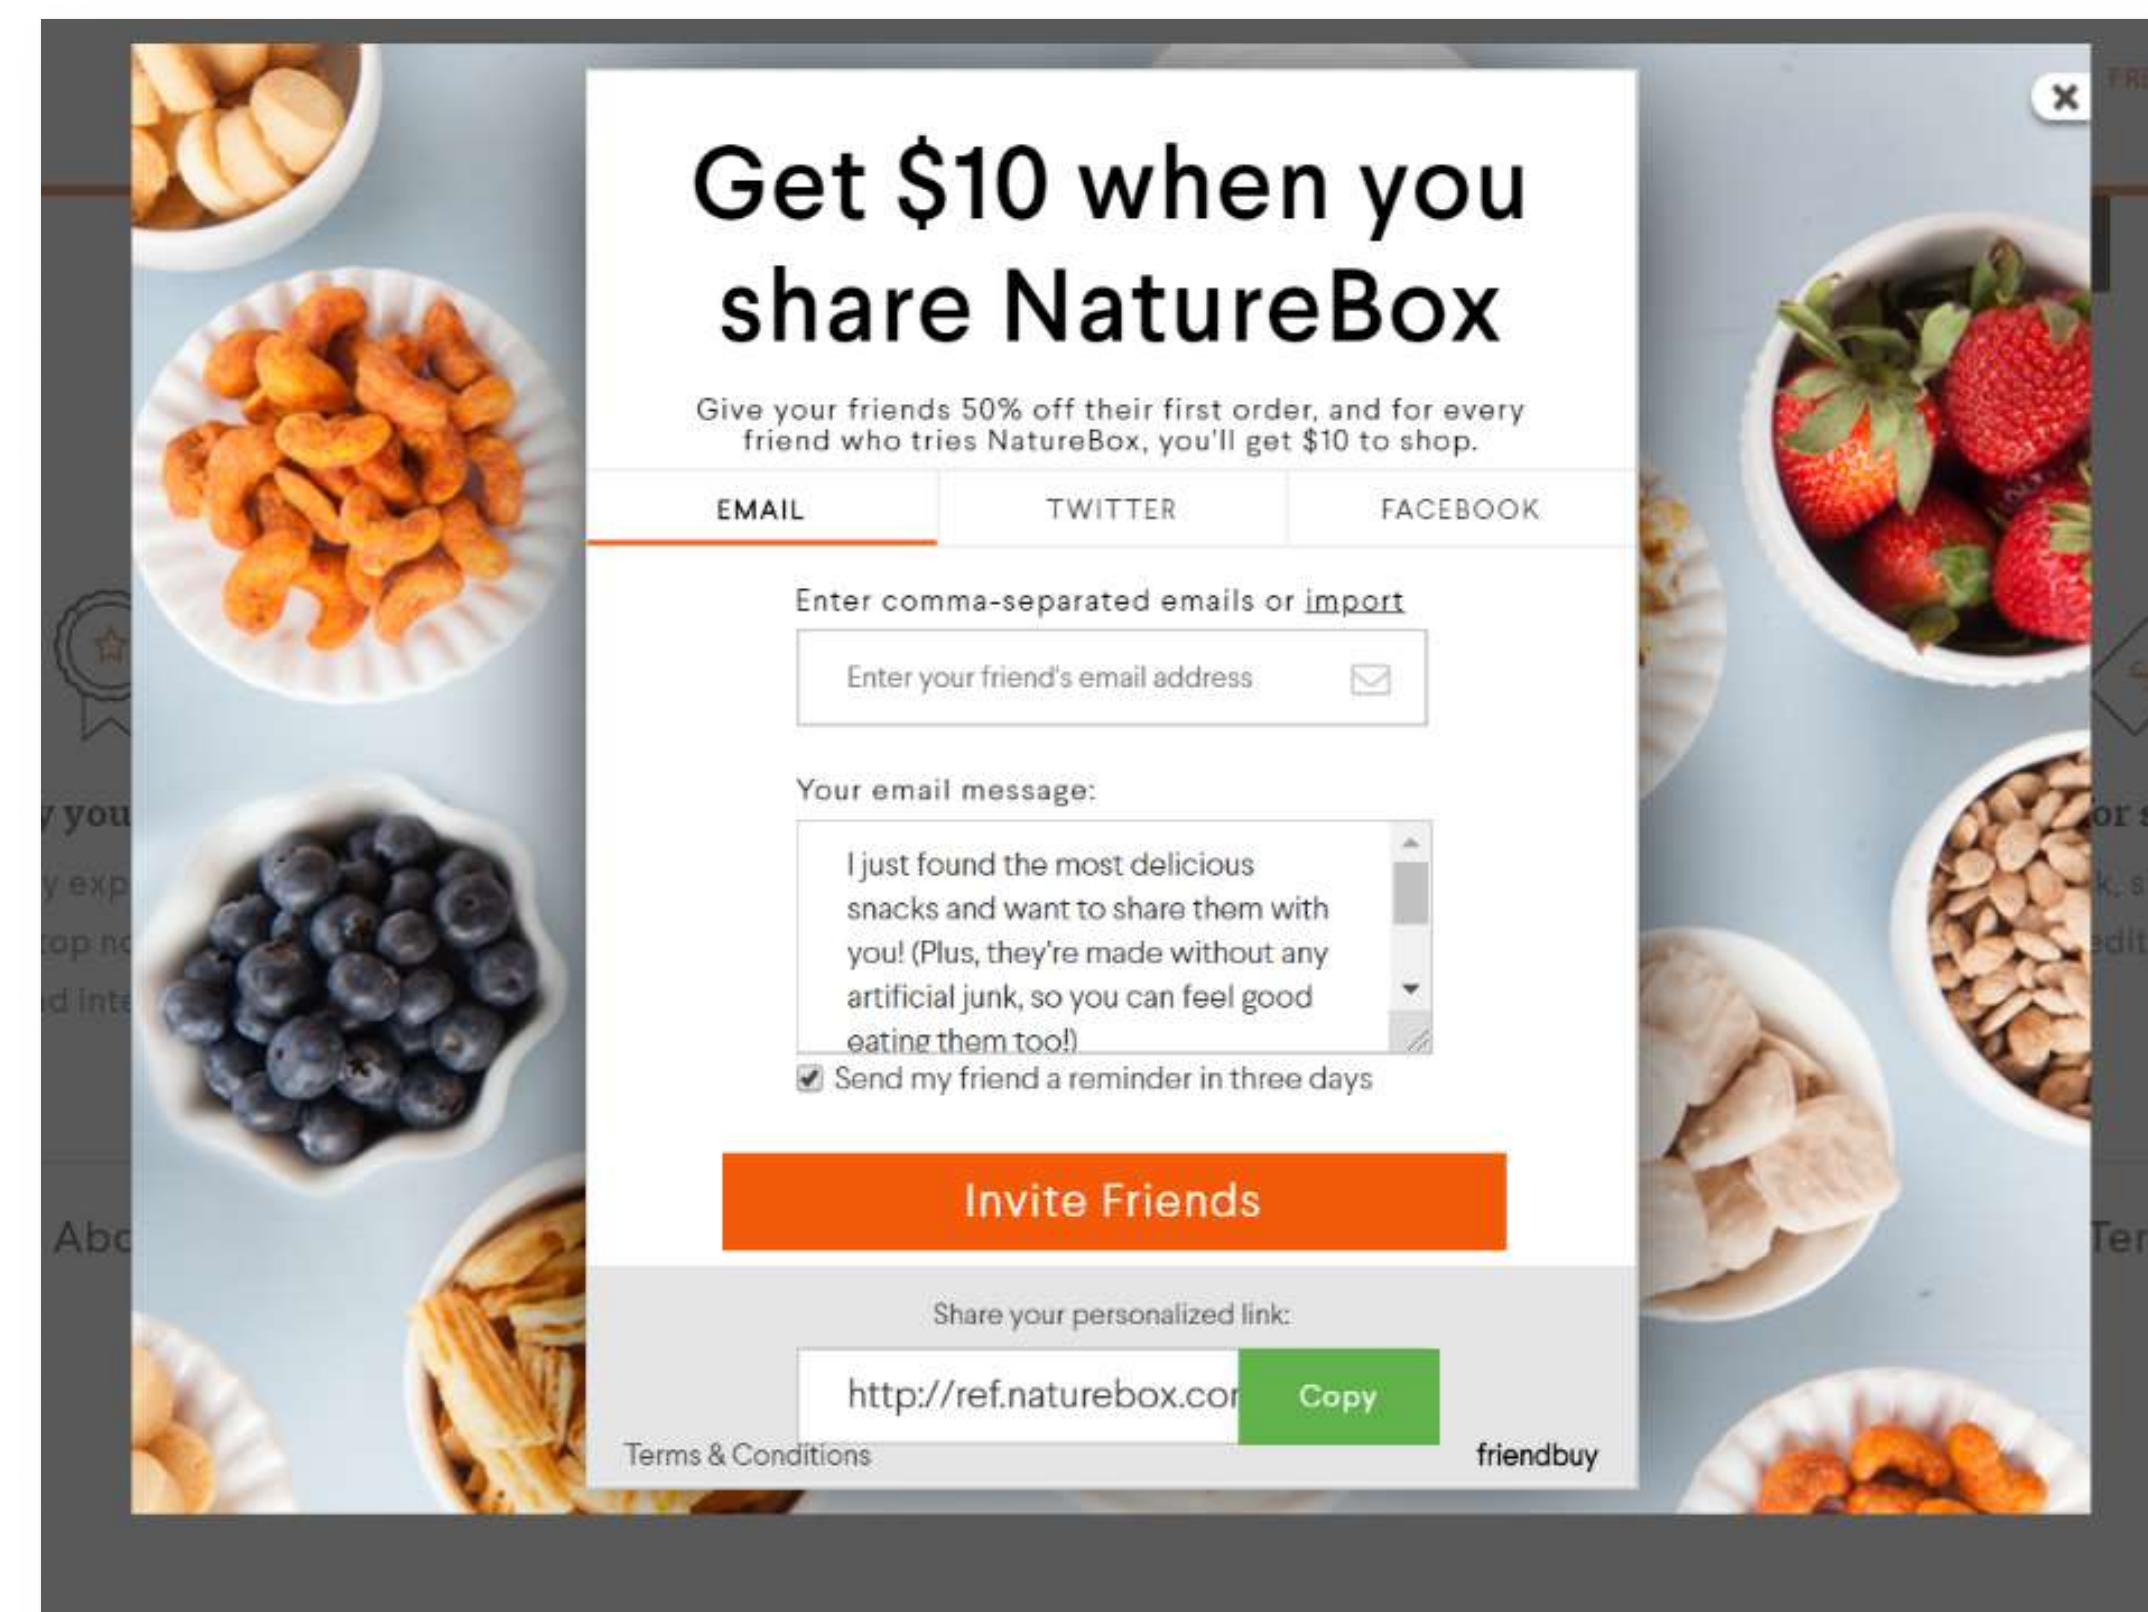 Get $10 when you
share NatureBox
Give your friends 50% off their first order, and for every
friend who tries NatureBox, you'll get $10 to shop.
EMAIL
TWITTER
FACEBOOK
Enter comma-separated emails or import
Enter your friend's email address
Your email message:
I just found the most delicious
snacks and want to share them with
you! (Plus, they're made without any
artificial junk, so you can feel good
eating them too!)
Send my friend a reminder in three days
Invite Friends
Share your personalized link:
http://ref.naturebox.cor
Copy
Terms & Conditions
friendbuy